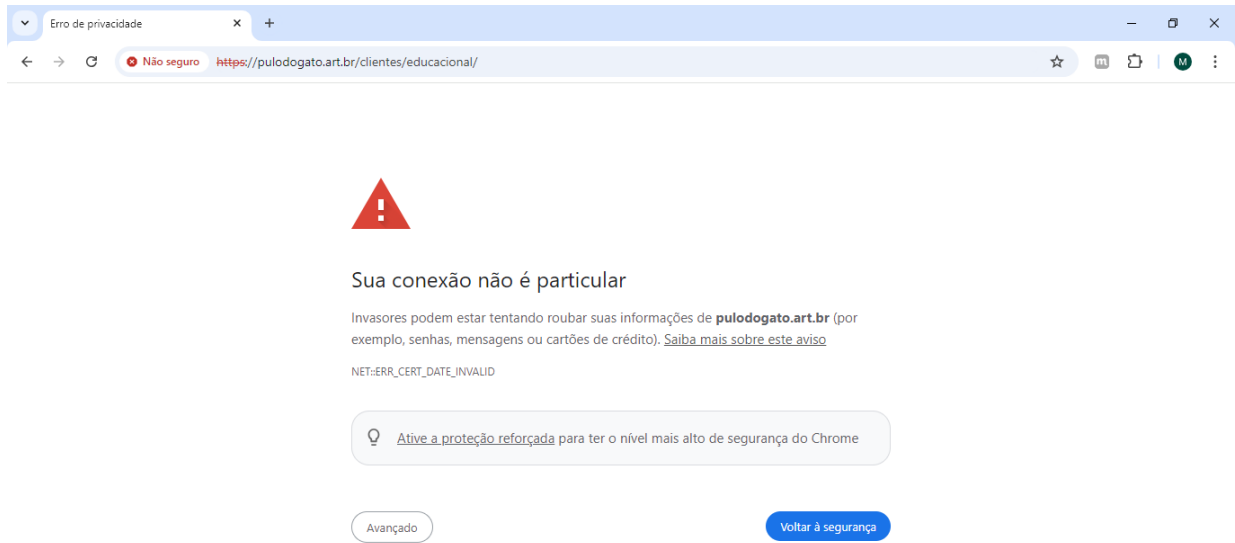 Erro de privacidade
Não seguro https://pulodogato.art.br/clientes/educacional/
m
M
Sua conexão não é particular
Invasores podem estar tentando roubar suas informações de pulodogato.art.br (por
exemplo, senhas, mensagens ou cartões de crédito). Saiba mais sobre este aviso
NET::ERR_CERT_DATE_INVALID
Ative a proteção reforçada para ter o nível mais alto de segurança do Chrome
Avançado
Voltar à segurança